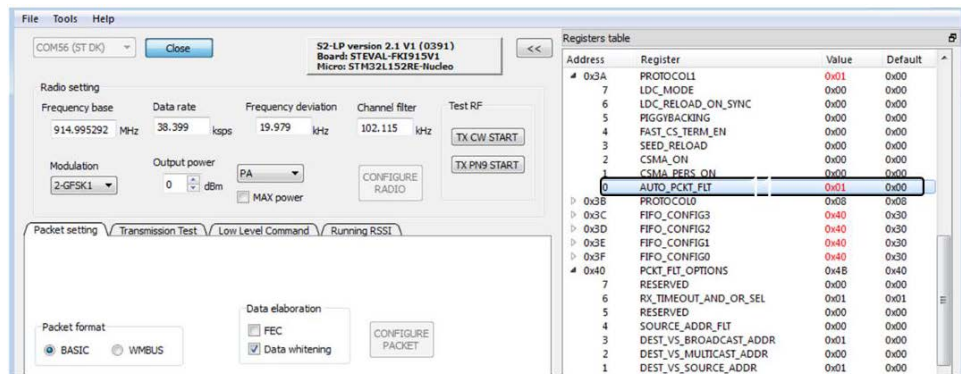 File Tools Help
COM56 (ST DK) Close
S2-LP version 2.1 V1 (0391)
Board: STEVAL-FKI915V1
Micro: STM32L152RE-Nucleo
<<
Radio setting
Frequency base Data rate Frequency deviation Channel filter Test RF
914.995292 MHz 38.399 ksps 19.979 kHz 102.115 kHz TX CW START
Modulation Output power TX PN9 START
2-GFSK1 0 dBm PA CONFIGURE RADIO
MAX power
Packet setting Transmission Test Low Level Command Running RSSI
Data elaboration
Packet format FEC CONFIGURE PACKET
BASIC WMBUS Data whitening
Registers table
Address Register Value Default
0x3A PROTOCOL1 0x01 0x00
7 LDC_MODE 0x00 0x00
6 LDC_RELOAD_ON_SYNC 0x00 0x00
5 PIGGYBACKING 0x00 0x00
4 FAST_CS_TERM_EN 0x00 0x00
3 SEED_RELOAD 0x00 0x00
2 CSMA_ON 0x00 0x00
1 CSMA_PERS_ON 0x00 0x00
0 AUTO_PCKT_FLT 0x01 0x00
0x3B PROTOCOL0 0x08 0x08
0x3C FIFO_CONFIG3 0x40 0x30
0x3D FIFO_CONFIG2 0x40 0x30
0x3E FIFO_CONFIG1 0x40 0x30
0x3F FIFO_CONFIG0 0x40 0x30
0x40 PCKT_FLT_OPTIONS 0x4B 0x40
7 RESERVED 0x00 0x00
6 RX_TIMEOUT_AND_OR_SEL 0x01 0x01
5 RESERVED 0x00 0x00
4 SOURCE_ADDR_FLT 0x00 0x00
3 DEST_VS_BROADCAST_ADDR 0x01 0x00
2 DEST_VS_MULTICAST_ADDR 0x00 0x00
1 DEST_VS_SOURCE_ADDR 0x01 0x00